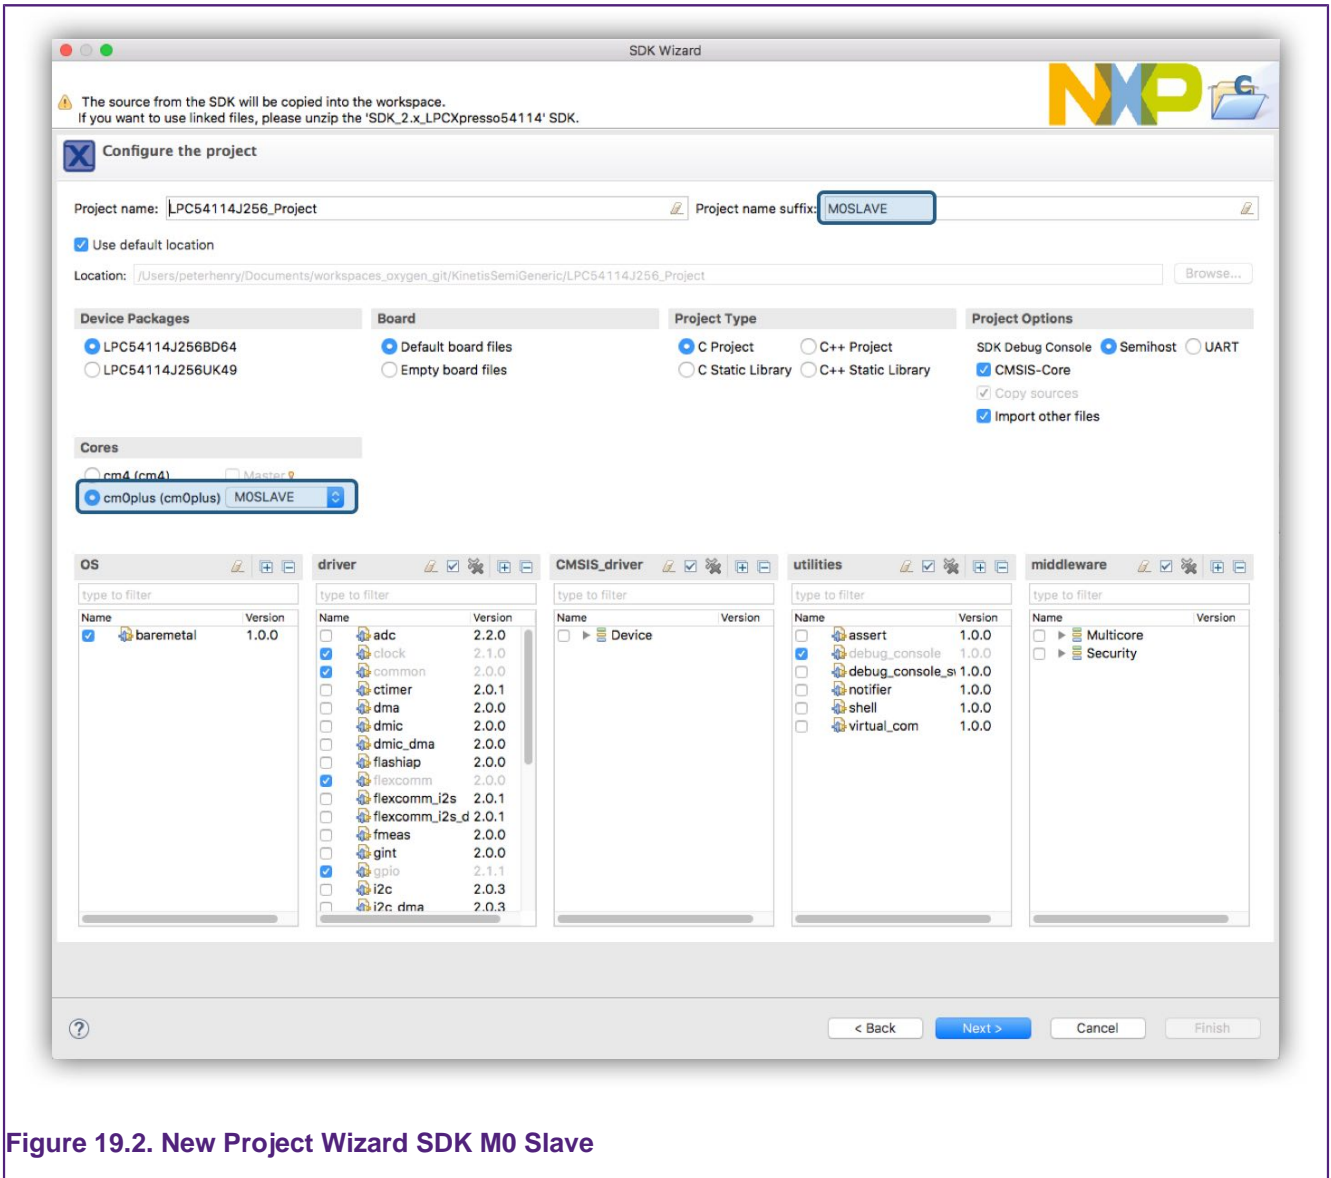 SDK Wizard
NXP
C
The source from the SDK will be copied into the workspace.
If you want to use linked files, please unzip the 'SDK_2.x_LPCXpresso54114' SDK.
X Configure the project
Project name: LPC54114J256_Project Project name suffix: M0SLAVE
Use default location
Location: /Users/peterhenry/Documents/workspaces_oxygen_git/KinetisSemiGeneric/LPC54114J256_Project Browse...
Device Packages Board Project Type Project Options
LPC54114J256BD64 Default board files C Project C++ Project SDK Debug Console Semihost UART
LPC54114J256UK49 Empty board files C Static Library C++ Static Library CMSIS-Core
Copy sources
Import other files
Cores
cm4 (cm4) Master
cm0plus (cm0plus) M0SLAVE
OS driver CMSIS_driver utilities middleware
type to filter type to filter type to filter type to filter type to filter
Name Version Name Version Name Version Name Version Name Version
baremetal 1.0.0 adc 2.2.0 Device assert 1.0.0 Multicore
clock 2.1.0 debug_console 1.0.0 Security
common 2.0.0 debug_console_s 1.0.0
ctimer 2.0.1 notifier 1.0.0
dma 2.0.0 shell 1.0.0
dmic 2.0.0 virtual_com 1.0.0
dmic_dma 2.0.0
flashiap 2.0.0
flexcomm 2.0.0
flexcomm_i2s 2.0.1
flexcomm_i2s_d 2.0.1
fmeas 2.0.0
gint 2.0.0
gpio 2.1.1
i2c 2.0.3
i2c_dma 2.0.3
? < Back Next > Cancel Finish
Figure 19.2. New Project Wizard SDK M0 Slave